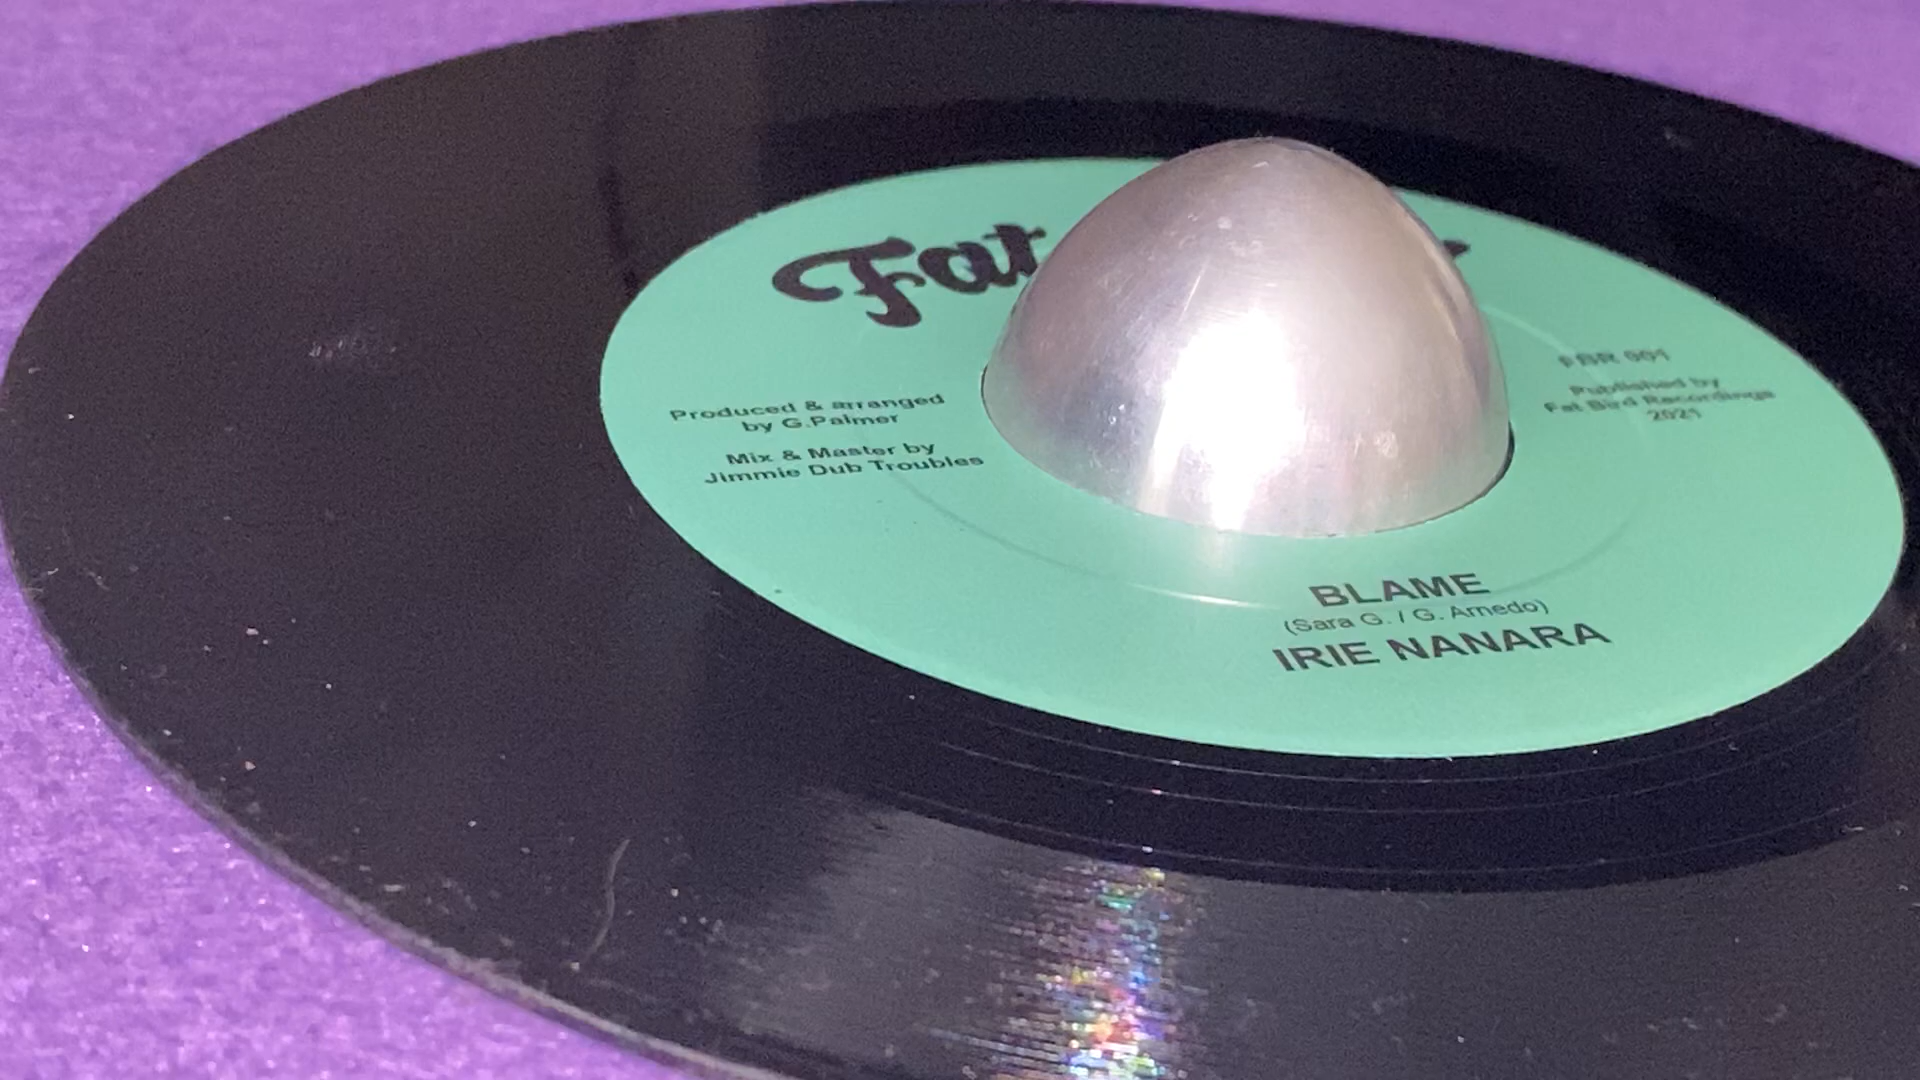 Fat
Produced & arranged
by G.Palmer
Mix & Master by
Jimmie Dub Troubles
FBR 001
Published by
Fat Bird Recordings
2021
BLAME
(Sara G. / G. Arnedo)
IRIE NANARA